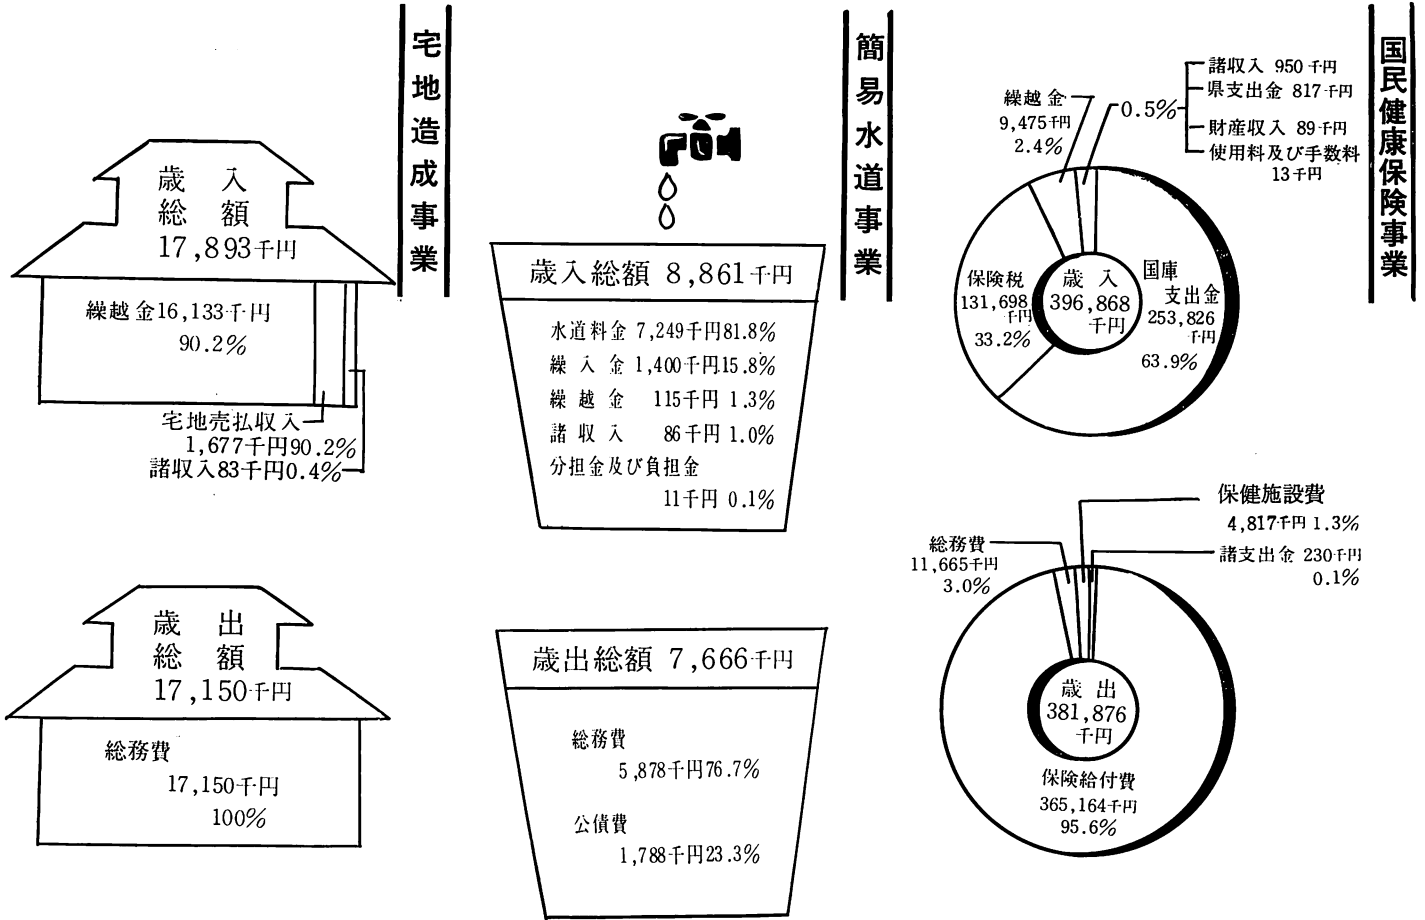 国民健康保険事業
諸収入 950千円
県支出金 817千円
0.5%
財産収入 89千円
使用料及び手数料
13千円
繰越金
9,475千円
2.4%
保険税
131,698
千円
33.2%
歳入
396,868
千円
国庫
支出金
253,826
千円
63.9%
保健施設費
4,817千円 1.3%
諸支出金 230千円
0.1%
総務費
11,665千円
3.0%
歳出
381,876
千円
保険給付費
365,164千円
95.6%
簡易水道事業
歳入総額 8,861千円
水道料金 7,249千円81.8%
繰入金 1,400千円15.8%
繰越金 115千円 1.3%
諸収入 86千円 1.0%
分担金及び負担金
11千円 0.1%
歳出総額 7,666千円
総務費
5,878千円76.7%
公債費
1,788千円23.3%
宅地造成事業
歳入
総額
17,893千円
繰越金16,133千円
90.2%
宅地売払収入
1,677千円90.2%
諸収入83千円0.4%
歳出
総額
17,150千円
総務費
17,150千円
100%